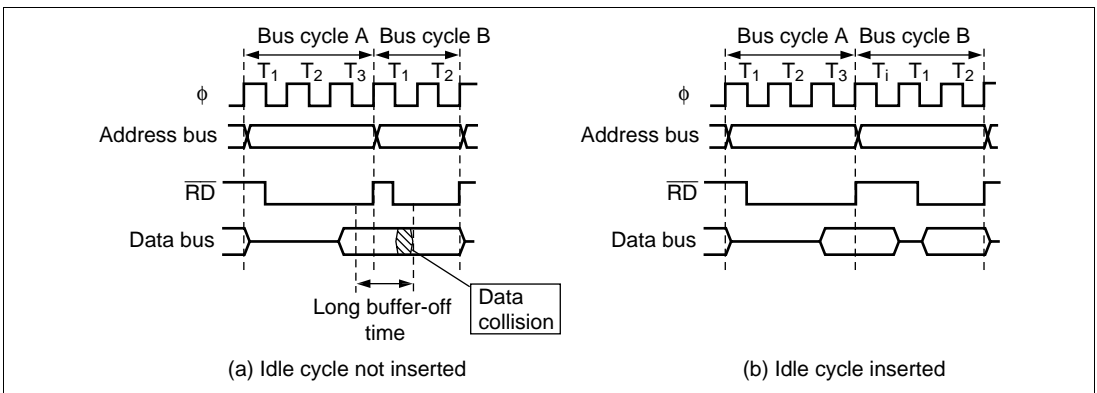 Bus cycle A Bus cycle B
T1 T2 T3 T1 T2
ϕ
Address bus
RD
Data bus
Long buffer-off
time
Data
collision
(a) Idle cycle not inserted
Bus cycle A Bus cycle B
T1 T2 T3 Ti T1 T2
ϕ
Address bus
RD
Data bus
(b) Idle cycle inserted